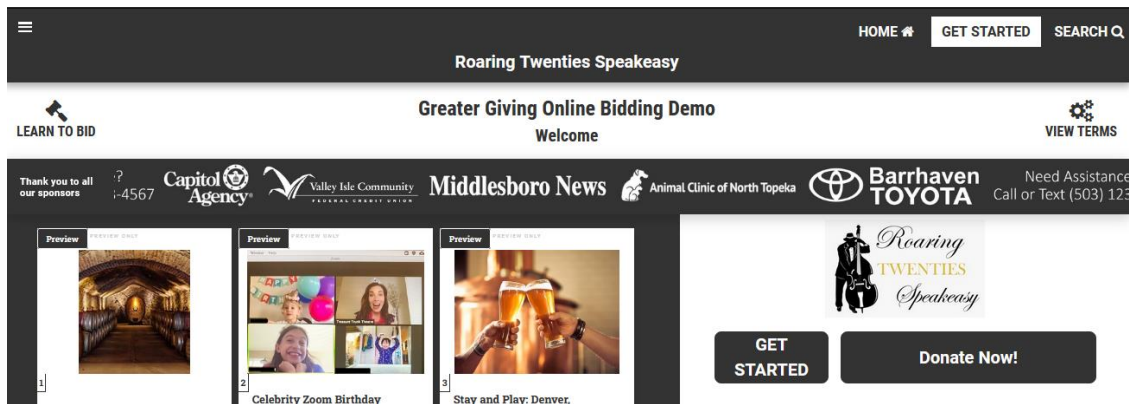 HOME
GET STARTED
SEARCH
Roaring Twenties Speakeasy
LEARN TO BID
Greater Giving Online Bidding Demo
Welcome
VIEW TERMS
Thank you to all
our sponsors
?
-4567
Capitol
Agency
Valley Isle Community
FEDERAL CREDIT UNION
Middlesboro News
Animal Clinic of North Topeka
Barrhaven
TOYOTA
Need Assistance
Call or Text (503) 123
Preview
PREVIEW ONLY
1
Preview
PREVIEW ONLY
2
Celebrity Zoom Birthday
Preview
PREVIEW ONLY
3
Stay and Play: Denver,
Roaring
TWENTIES
Speakeasy
GET
STARTED
Donate Now!